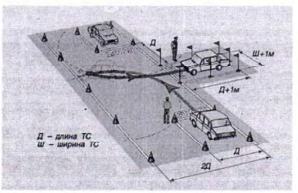 Д
Ш+1м
Д+1м
Д – длина ТС
Ш – ширина ТС
Д
2Д